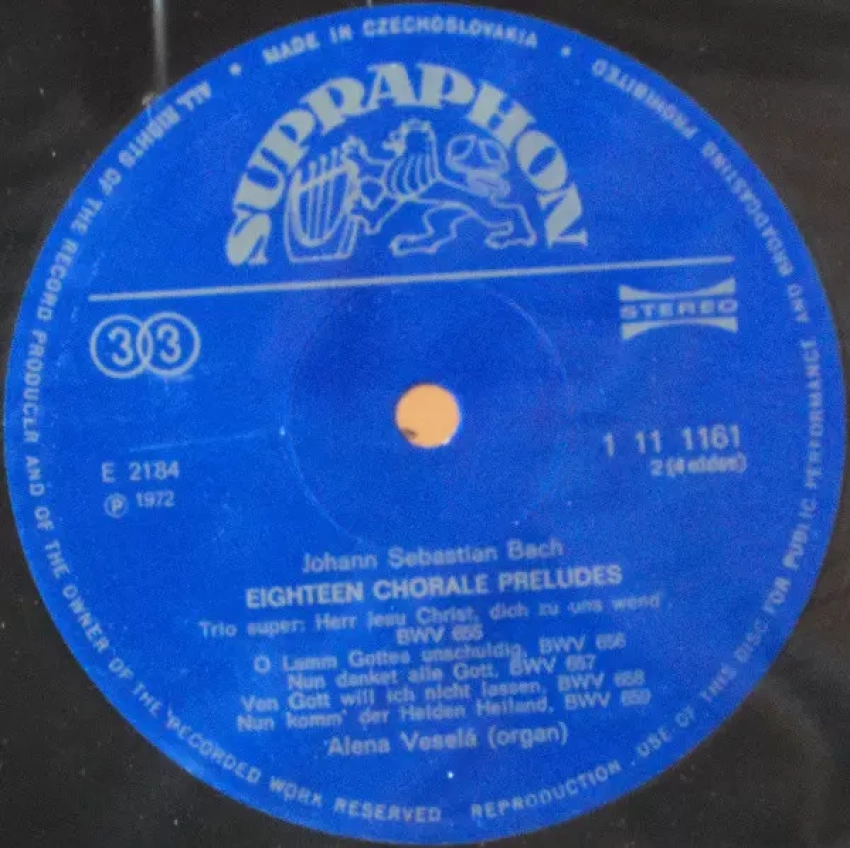 ALL RIGHTS OF THE RECORD PRODUCER AND OF THE OWNER OF THE RECORDED WORK RESERVED . REPRODUCTION . USE OF THIS DISC FOR PUBLIC PERFORMANCE AND BROADCASTING PROHIBITED
• MADE IN CZECHOSLOVAKIA •
SUPRAPHON
33
STEREO
1 11 1161
2 (4 sides)
E 2184
Ⓟ 1972
Johann Sebastian Bach
EIGHTEEN CHORALE PRELUDES
Trio super: Herr Jesu Christ, dich zu uns wend'
BWV 655
O Lamm Gottes unschuldig, BWV 656
Nun danket alle Gott, BWV 657
Von Gott will ich nicht lassen, BWV 658
Nun komm' der Heiden Heiland, BWV 659
Alena Veselá (organ)